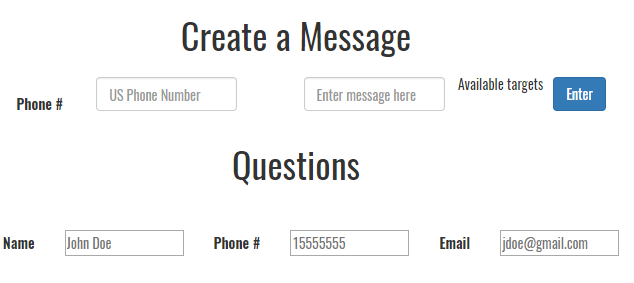 Create a Message
Phone # US Phone Number Enter message here Available targets Enter
Questions
Name John Doe Phone # 15555555 Email jdoe@gmail.com